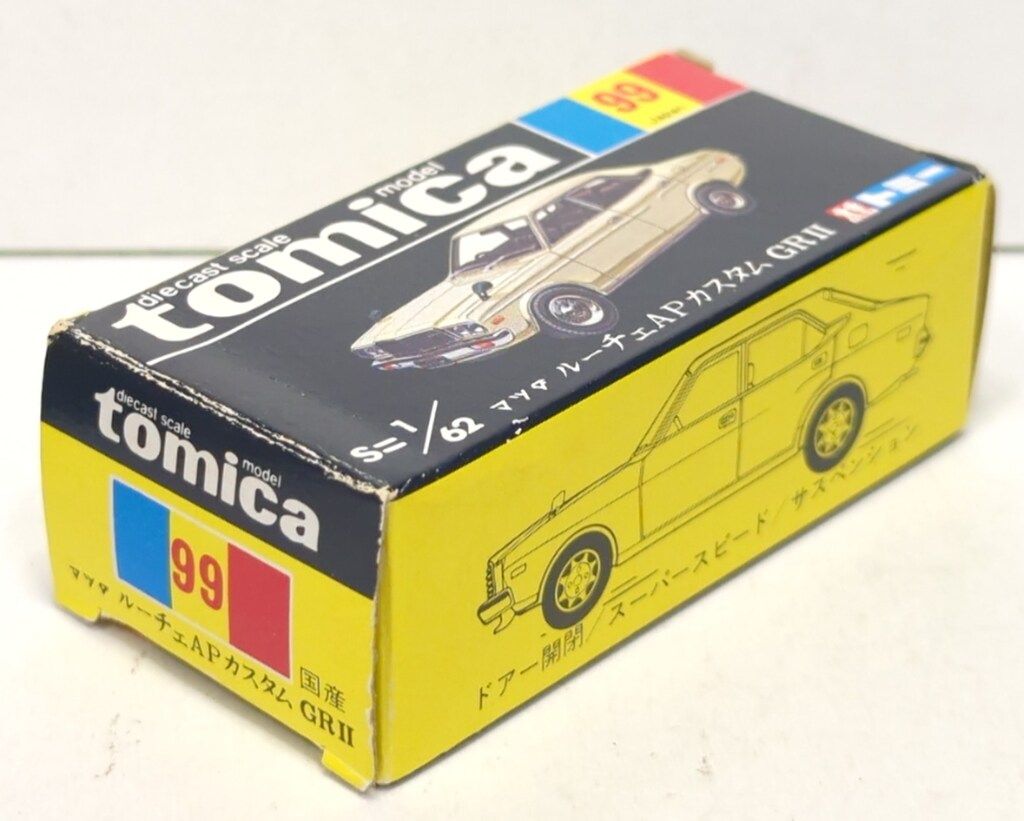 99
Japan
diecast scale
tomica
model
S=1/62
マツダ ルーチェAPカスタム GRII
トミー
diecast scale
tomica
model
99
マツダ ルーチェAPカスタム GRII
国産
ドアー開閉/スーパースピード/サスペンション